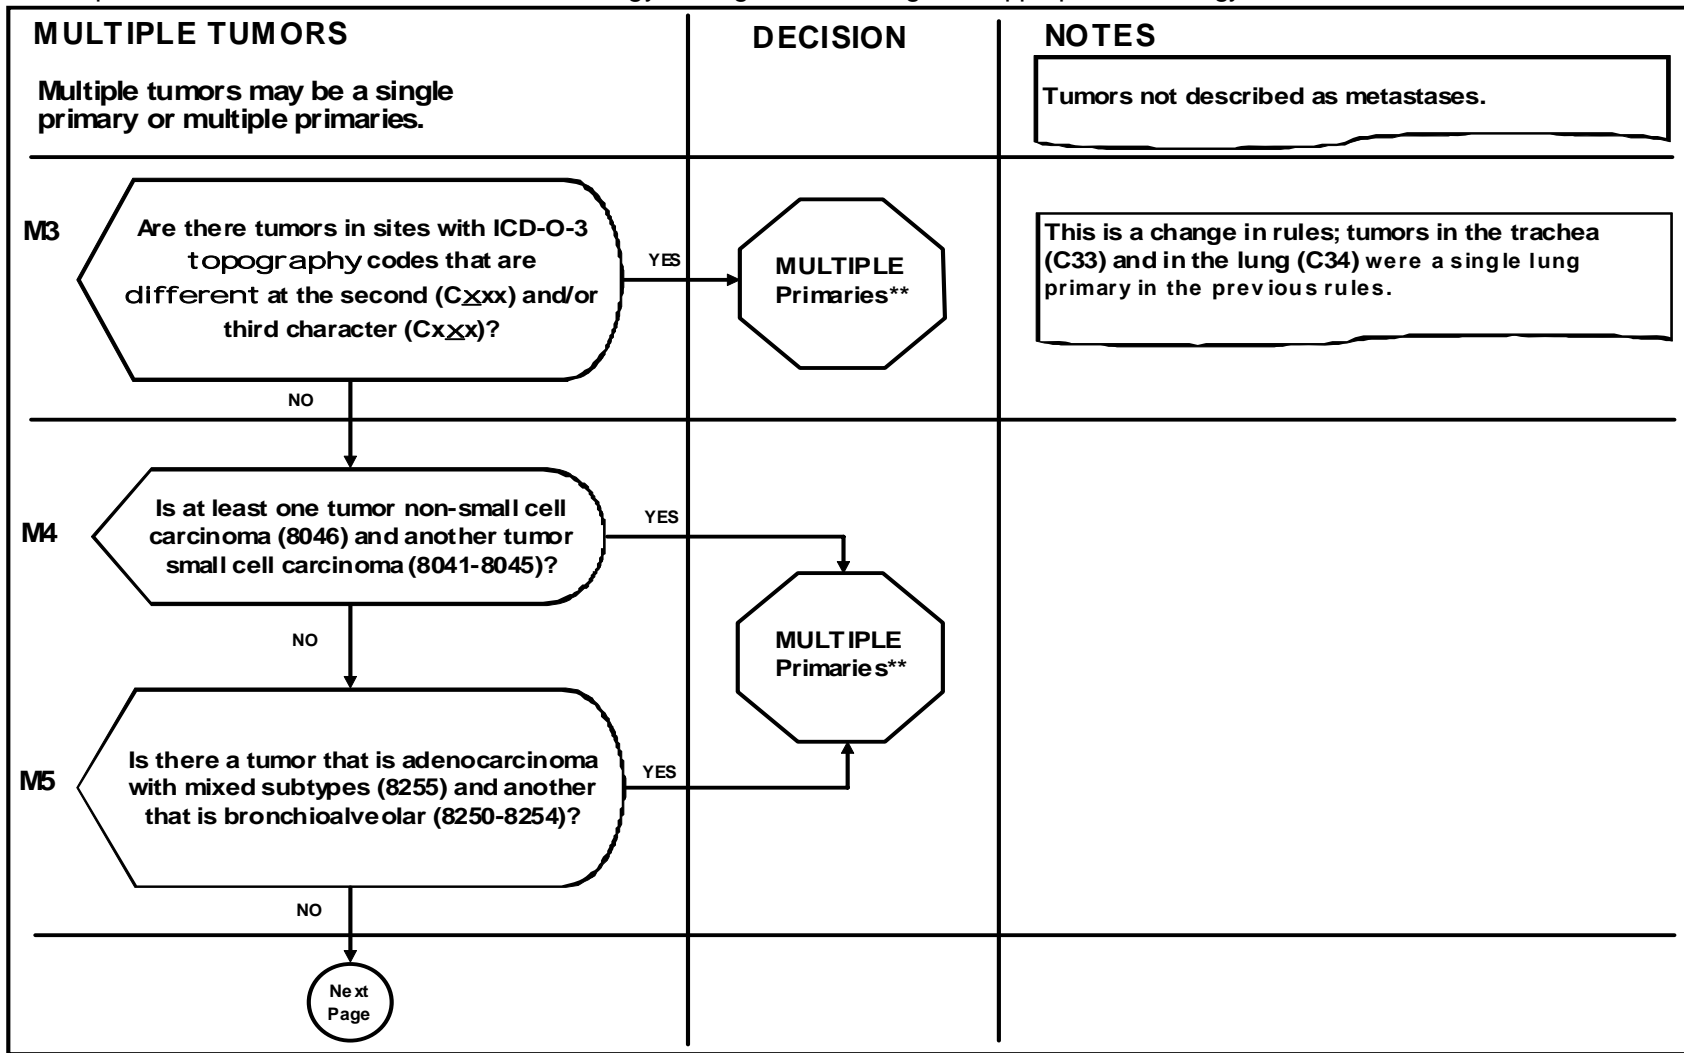 MULTIPLE TUMORS
DECISION
NOTES
Multiple tumors may be a single
primary or multiple primaries.
Tumors not described as metastases.
M3
Are there tumors in sites with ICD-O-3
topography codes that are
different at the second (Cxxx) and/or
third character (Cxxx)?
YES
MULTIPLE
Primaries**
This is a change in rules; tumors in the trachea
(C33) and in the lung (C34) were a single lung
primary in the previous rules.
NO
M4
Is at least one tumor non-small cell
carcinoma (8046) and another tumor
small cell carcinoma (8041-8045)?
YES
MULTIPLE
Primaries**
NO
M5
Is there a tumor that is adenocarcinoma
with mixed subtypes (8255) and another
that is bronchioalveolar (8250-8254)?
YES
NO
Next
Page